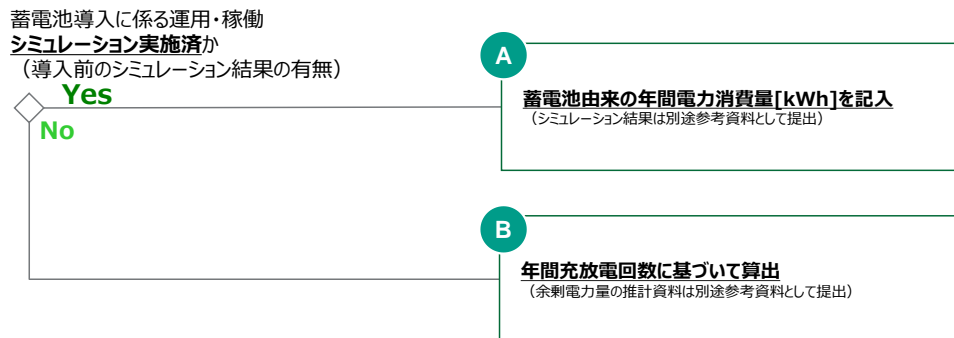 蓄電池導入に係る運用・稼働
シミュレーション実施済か
（導入前のシミュレーション結果の有無）
Yes
No
A
蓄電池由来の年間電力消費量[kWh]を記入
（シミュレーション結果は別途参考資料として提出）
B
年間充放電回数に基づいて算出
（余剰電力量の推計資料は別途参考資料として提出）